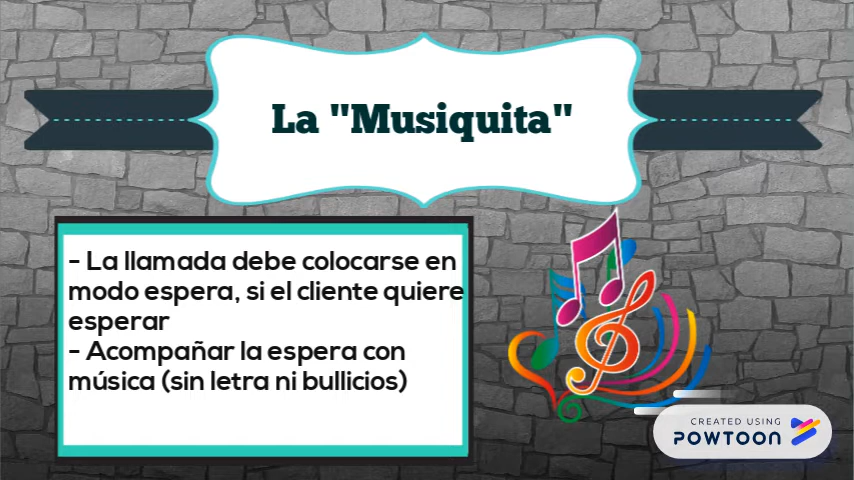 La "Musiquita"
- La llamada debe colocarse en
modo espera, si el cliente quiere
esperar
- Acompañar la espera con
música (sin letra ni bullicios)
CREATED USING
POWTOON